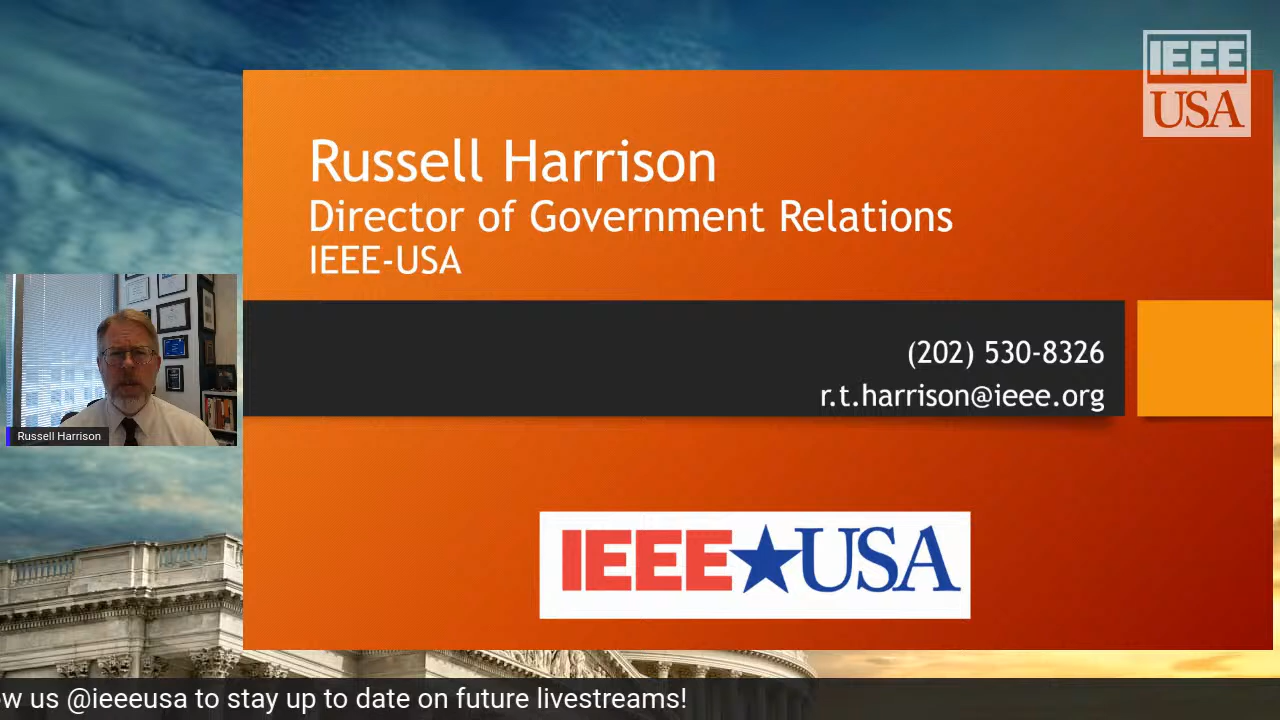 IEEE
USA
Russell Harrison
Director of Government Relations
IEEE-USA
(202) 530-8326
r.t.harrison@ieee.org
Russell Harrison
IEEE USA
us @ieeeusa to stay up to date on future livestreams!